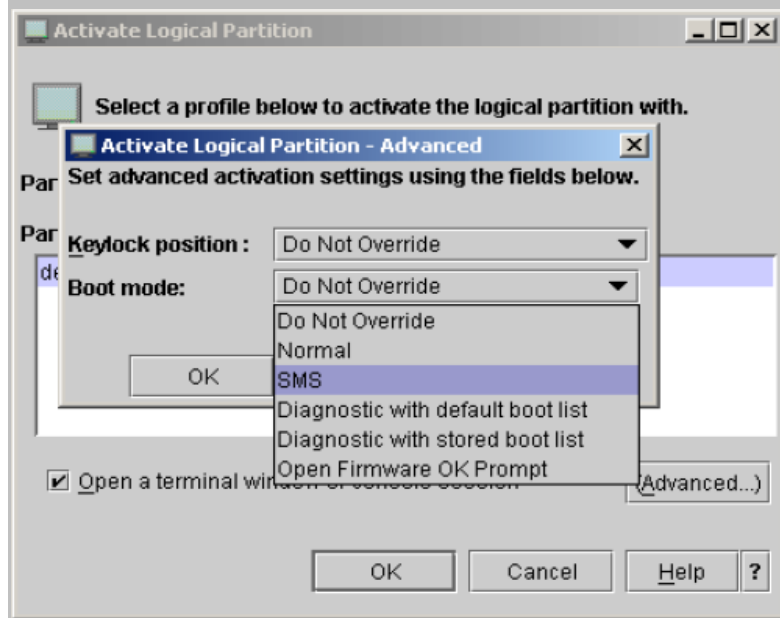 Activate Logical Partition
Select a profile below to activate the logical partition with.
Activate Logical Partition - Advanced
Set advanced activation settings using the fields below.
Par
Par
Keylock position : Do Not Override
de
Boot mode: Do Not Override
Do Not Override
Normal
SMS
Diagnostic with default boot list
Diagnostic with stored boot list
Open Firmware OK Prompt
OK
Open a terminal wi
(Advanced...)
OK Cancel Help ?